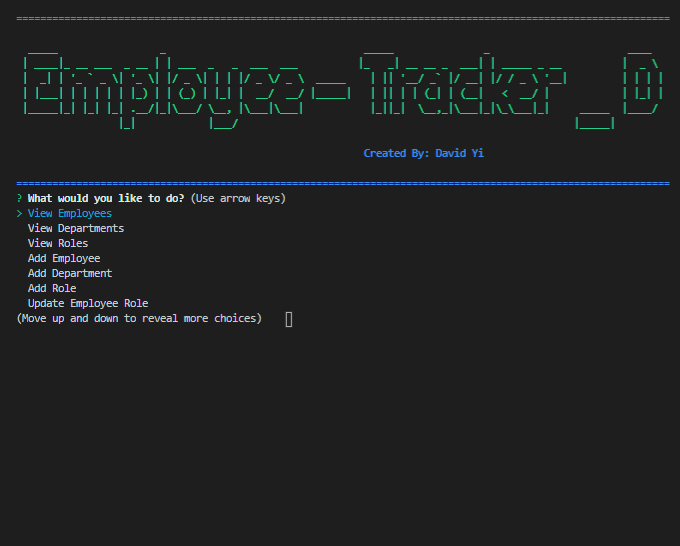 Employee- Tracker _D
Created By: David Yi
? What would you like to do? (Use arrow keys)
> View Employees
View Departments
View Roles
Add Employee
Add Department
Add Role
Update Employee Role
(Move up and down to reveal more choices)